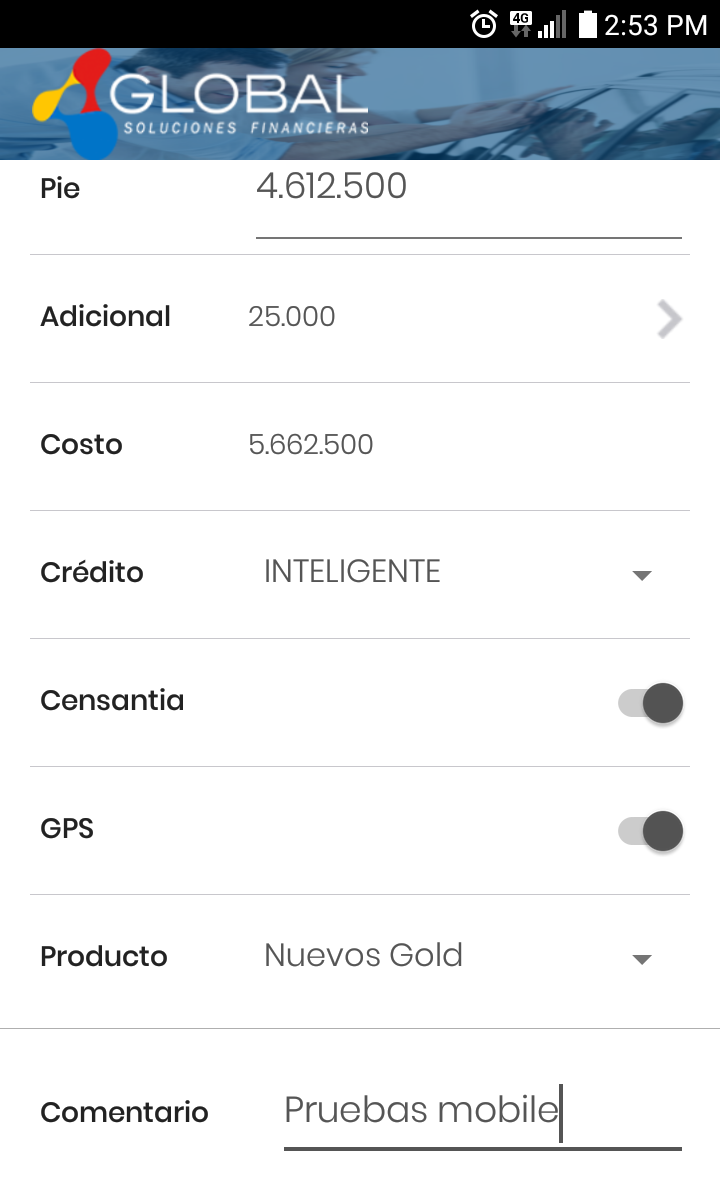 4G 2:53 PM
GLOBAL
SOLUCIONES FINANCIERAS
Pie 4.612.500
Adicional 25.000
Costo 5.662.500
Crédito INTELIGENTE
Censantia
GPS
Producto Nuevos Gold
Comentario Pruebas mobile